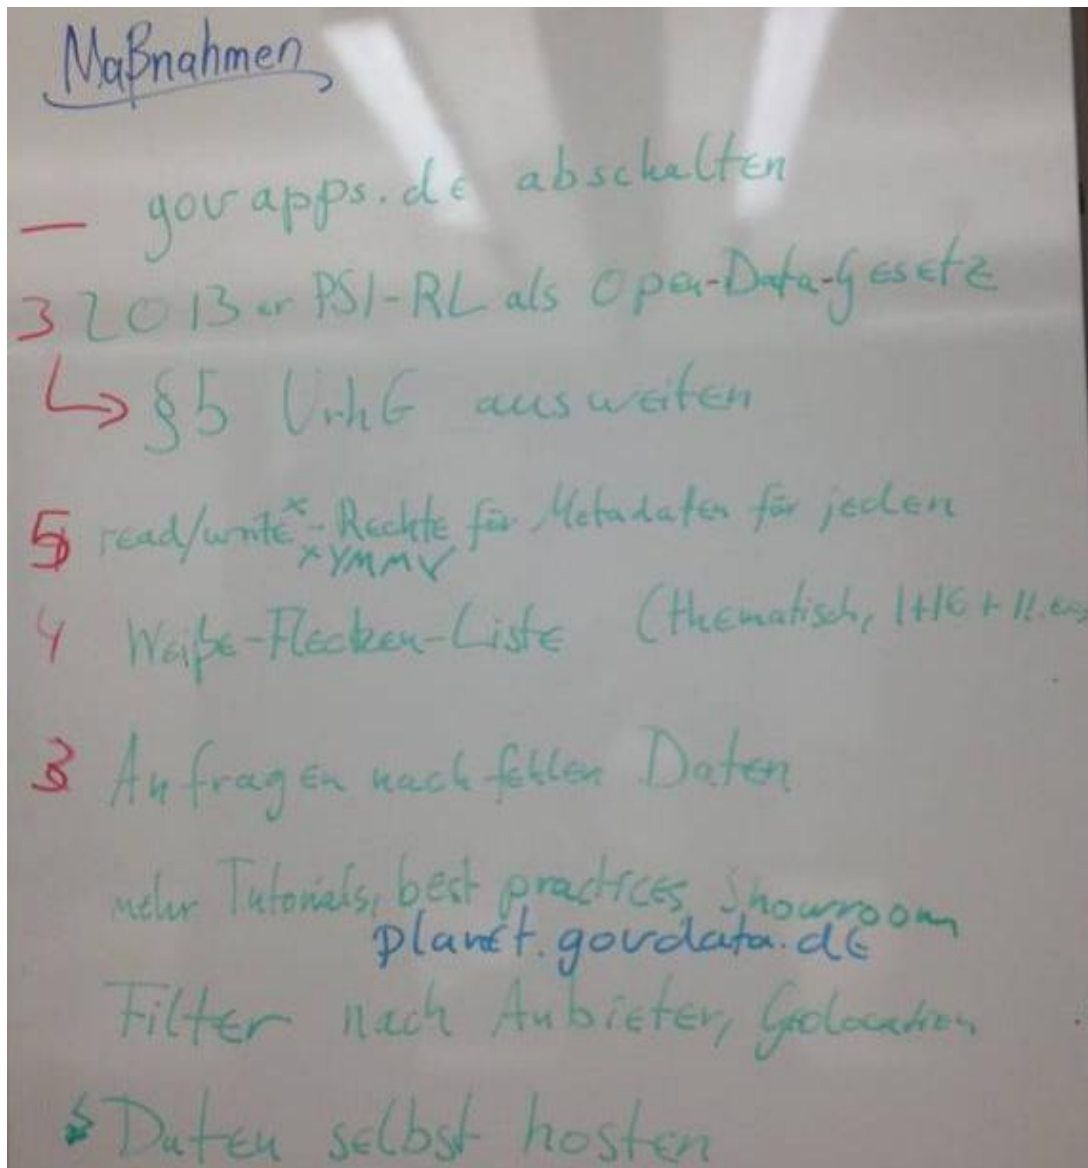 Maßnahmen
— govapps.de abschalten
3 2013er PSI-RL als Open-Data-Gesetz
↳ §5 UrhG ausweiten
5 read/write*-Rechte für Metadaten für jeden
*YMMV
4 Weiße-Flecken-Liste (thematisch,
3 Anfragen nach fehlen Daten
mehr Tutorials, best practices, Showroom
planet.govdata.de
Filter nach Anbieter, Geolocation
Daten selbst hosten